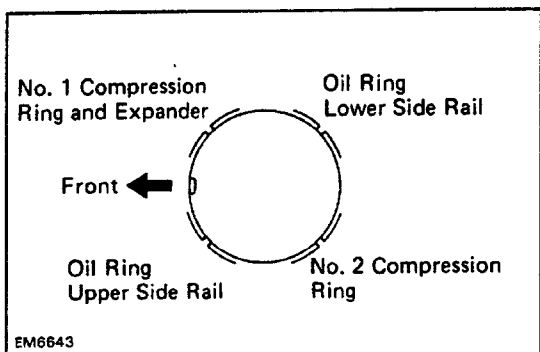 No. 1 Compression
Ring and Expander
Oil Ring
Lower Side Rail
Front
Oil Ring
Upper Side Rail
No. 2 Compression
Ring
EM6643